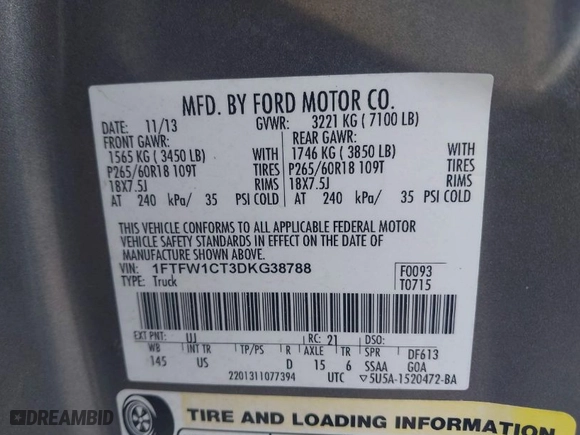 MFD. BY FORD MOTOR CO.
DATE: 11/13 GVWR: 3221 KG ( 7100 LB)
FRONT GAWR: REAR GAWR:
1565 KG ( 3450 LB) WITH 1746 KG ( 3850 LB) WITH
P265/60R18 109T TIRES P265/60R18 109T TIRES
18X7.5J RIMS 18X7.5J RIMS
AT 240 kPa/ 35 PSI COLD AT 240 kPa/ 35 PSI COLD
THIS VEHICLE CONFORMS TO ALL APPLICABLE FEDERAL MOTOR
VEHICLE SAFETY STANDARDS IN EFFECT ON THE DATE OF
MANUFACTURE SHOWN ABOVE.
VIN: 1FTFW1CT3DKG38788 F0093
TYPE: Truck T0715
EXT PNT: UJ RC: 21 DSO:
WB INT TR TP/PS R AXLE TR SPR DF613
145 US D 15 6 SSAA GOA
2201311077394 UTC ▽5U5A-1520472-BA
TIRE AND LOADING INFORMATION
DREAMBID